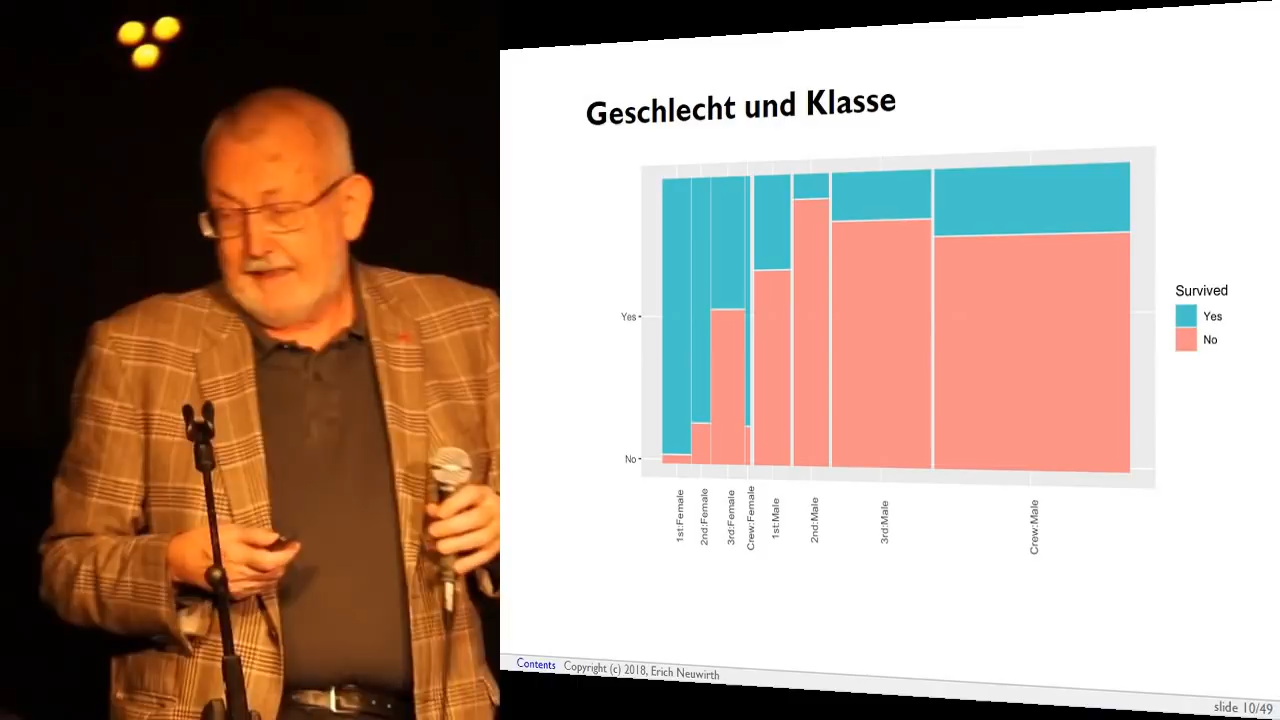 Geschlecht und Klasse
Yes
No
Survived
Yes
No
1st:Female
2nd:Female
3rd:Female
Crew:Female
1st:Male
2nd:Male
3rd:Male
Crew:Male
Contents Copyright (c) 2018, Erich Neuwirth
slide 10/49